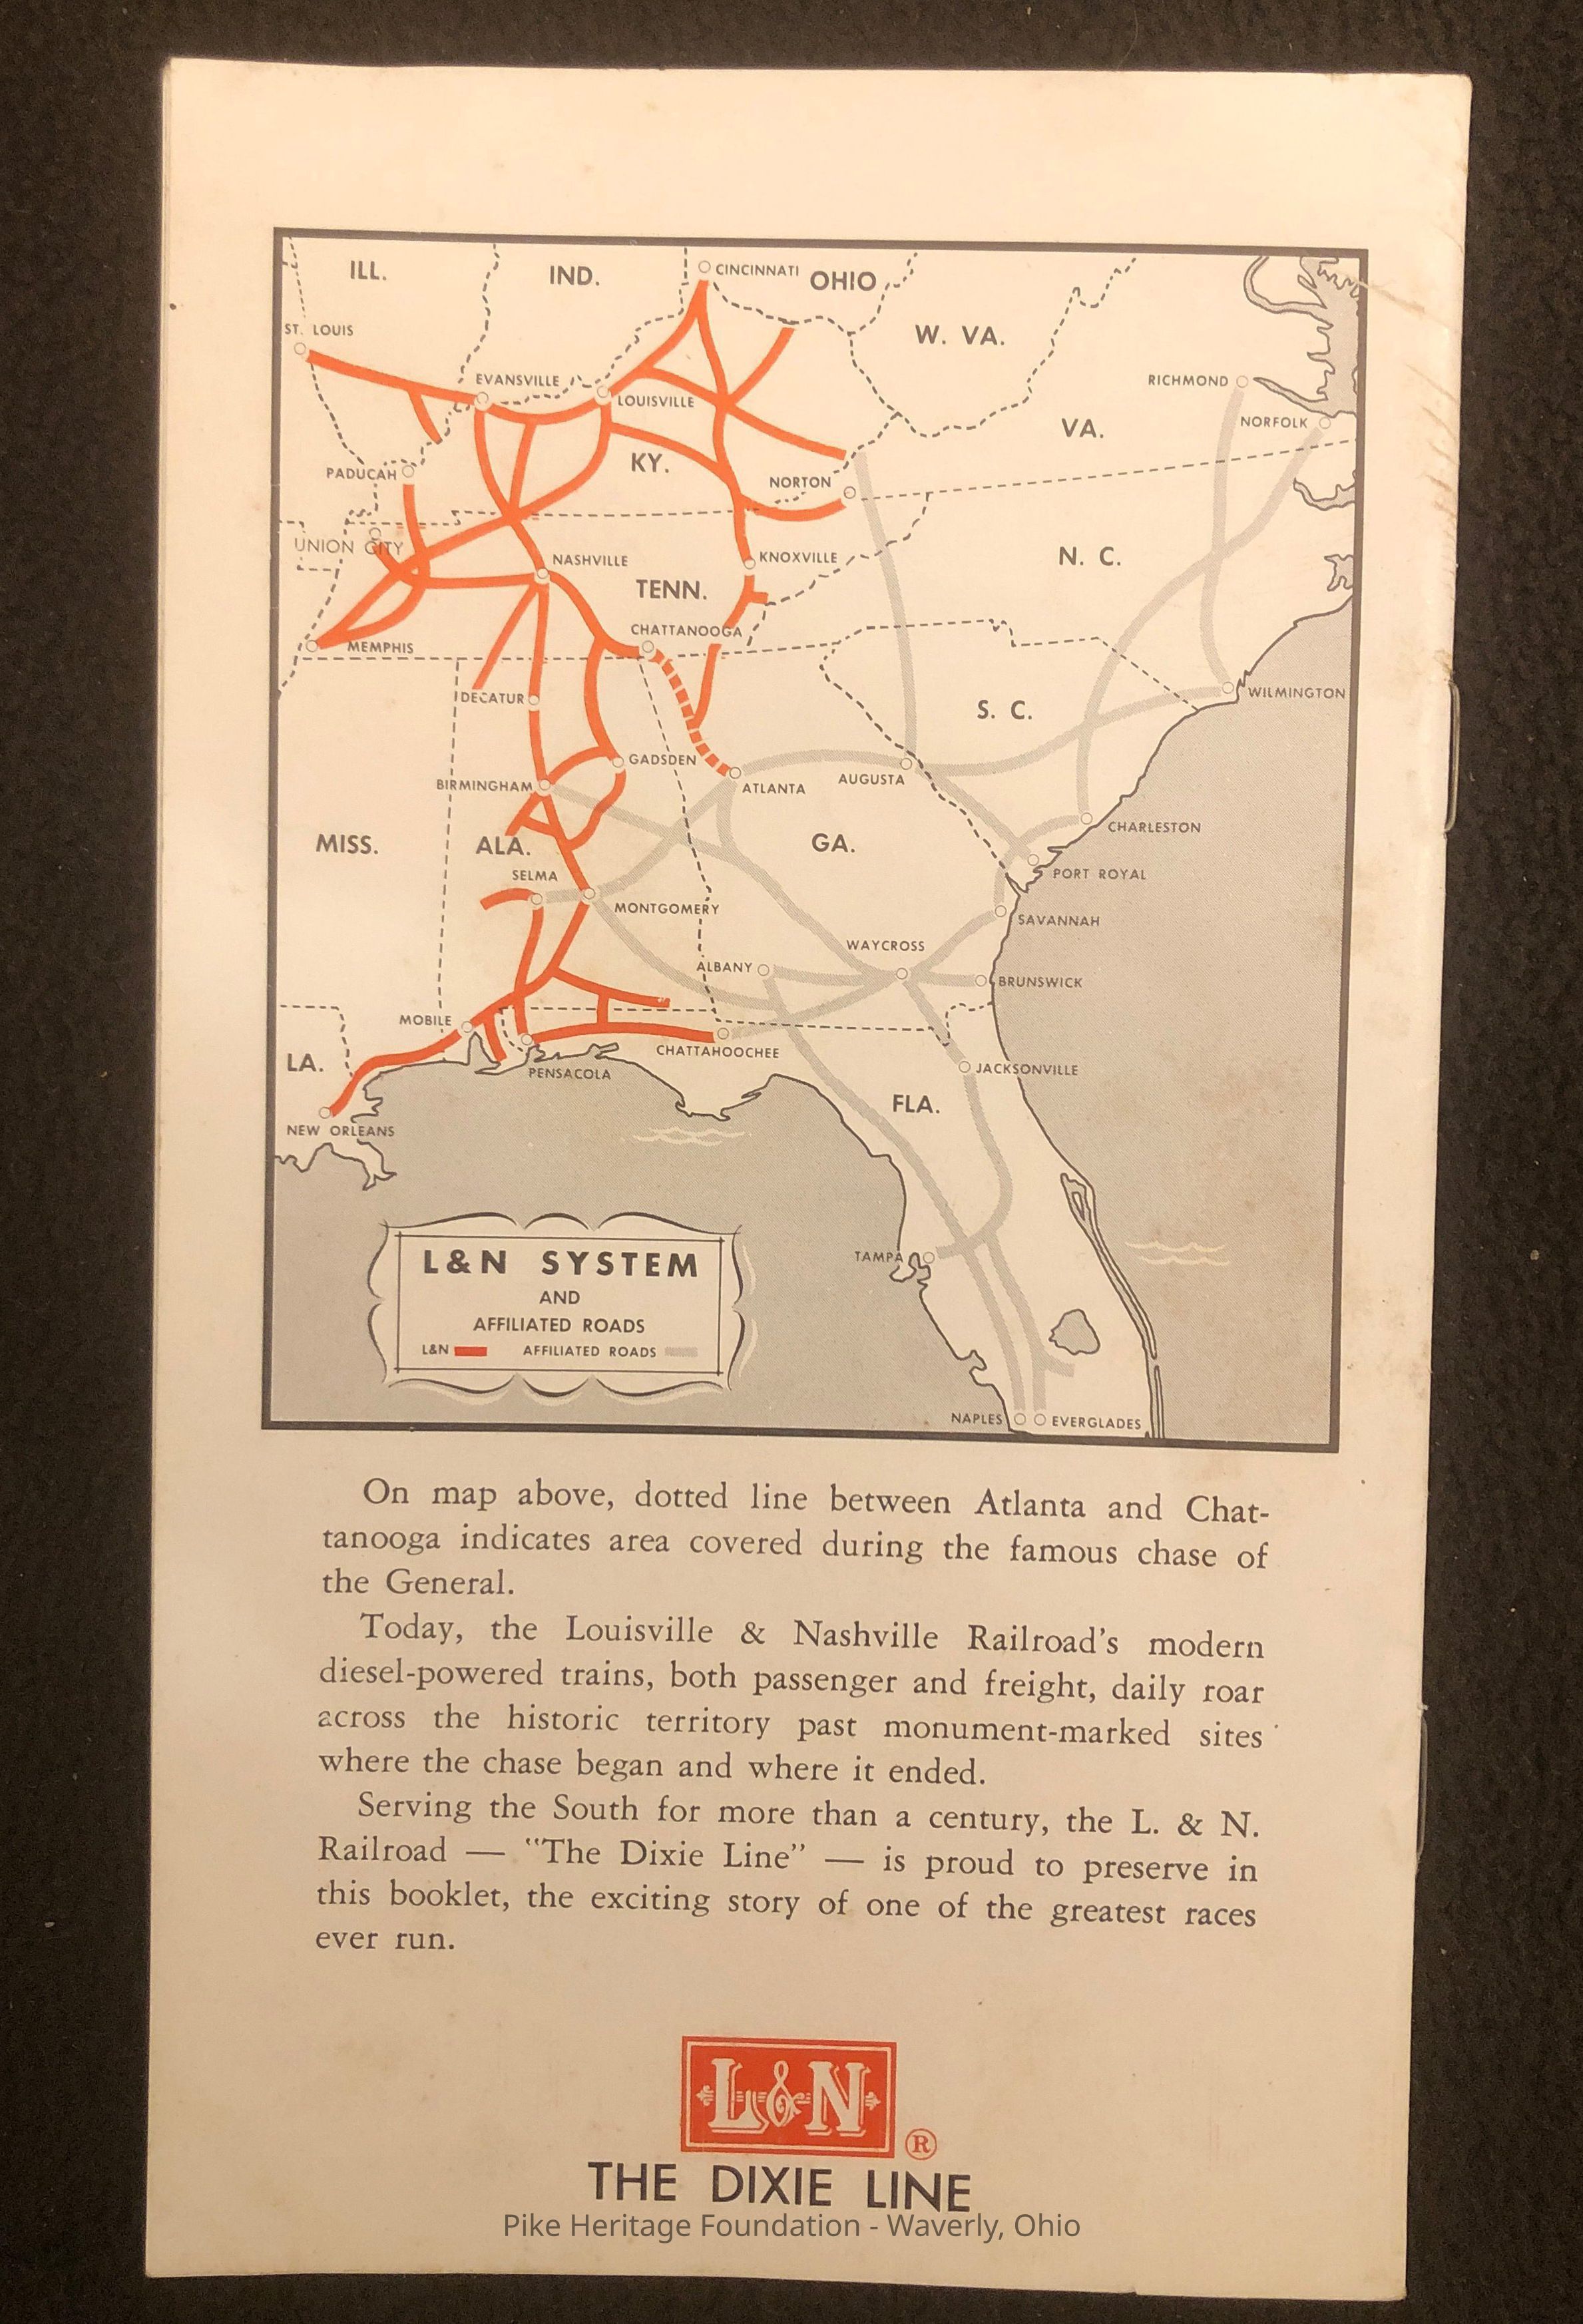 ILL.
IND.
CINCINNATI
OHIO
W. VA.
ST. LOUIS
EVANSVILLE
LOUISVILLE
RICHMOND
NORFOLK
VA.
KY.
PADUCAH
NORTON
UNION CITY
NASHVILLE
KNOXVILLE
N. C.
TENN.
CHATTANOOGA
MEMPHIS
DECATUR
WILMINGTON
S. C.
GADSDEN
BIRMINGHAM
ATLANTA
AUGUSTA
CHARLESTON
MISS.
ALA.
GA.
SELMA
PORT ROYAL
MONTGOMERY
SAVANNAH
WAYCROSS
ALBANY
BRUNSWICK
MOBILE
CHATTAHOOCHEE
LA.
PENSACOLA
JACKSONVILLE
FLA.
NEW ORLEANS
TAMPA
L&N SYSTEM
AND
AFFILIATED ROADS
L&N AFFILIATED ROADS
NAPLES EVERGLADES
On map above, dotted line between Atlanta and Chat-
tanooga indicates area covered during the famous chase of
the General.
Today, the Louisville & Nashville Railroad's modern
diesel-powered trains, both passenger and freight, daily roar
across the historic territory past monument-marked sites
where the chase began and where it ended.
Serving the South for more than a century, the L. & N.
Railroad — "The Dixie Line" — is proud to preserve in
this booklet, the exciting story of one of the greatest races
ever run.
L&N ®
THE DIXIE LINE
Pike Heritage Foundation - Waverly, Ohio